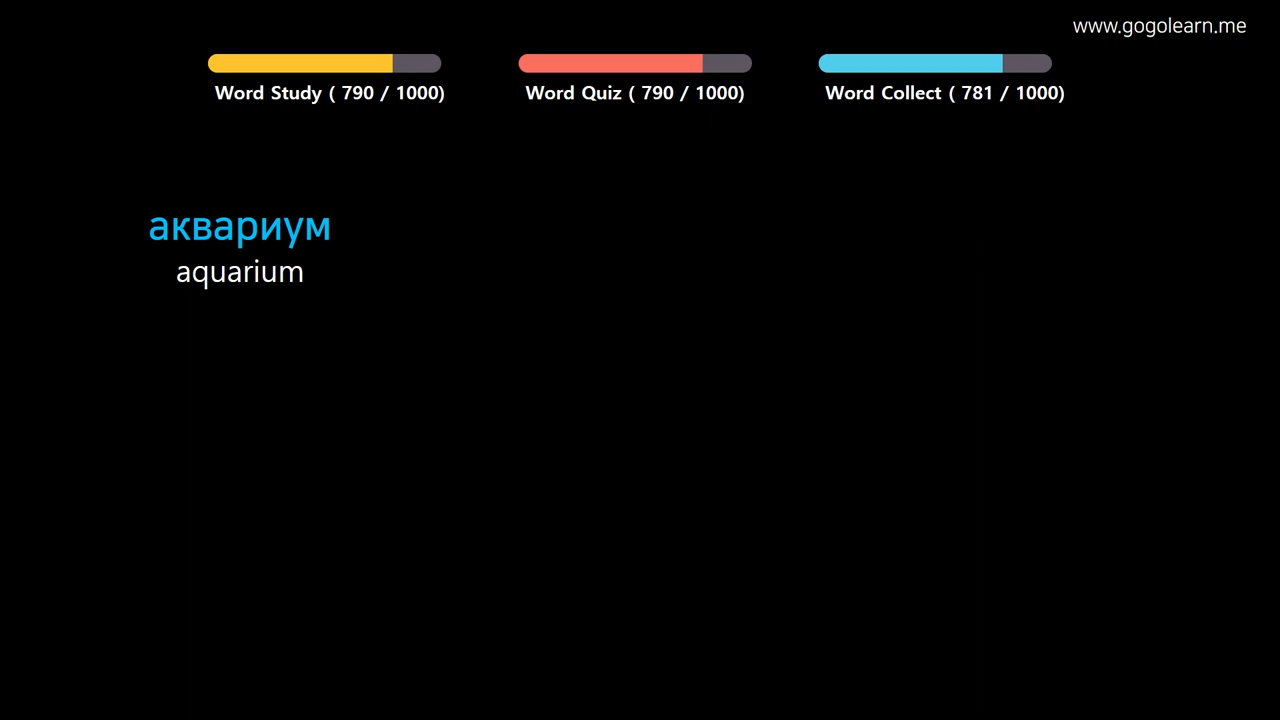 www.gogolearn.me
Word Study ( 790 / 1000)
Word Quiz ( 790 / 1000)
Word Collect ( 781 / 1000)
аквариум
aquarium